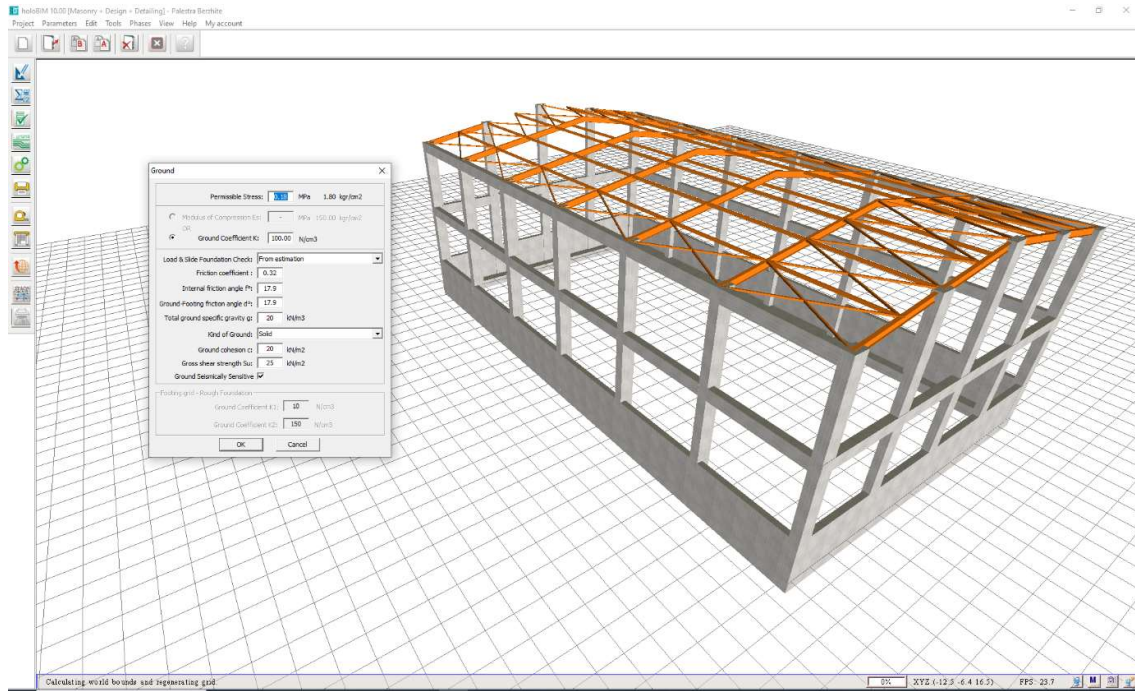 holoBIM 10.00 [Masonry + Design + Detailing] - Palestra Berthite
Project Parameters Edit Tools Phases View Help My account
Ground
Permissible Stress: 0.18 MPa 1.80 kgr/cm2
Modulus of Compression Es: - MPa 150.00 kgr/cm2
OR
Ground Coefficient K: 100.00 N/cm3
Load & Slide Foundation Check: From estimation
Friction coefficient : 0.32
Internal friction angle f°: 17.9
Ground-Footing friction angle d°: 17.9
Total ground specific gravity g: 20 kN/m3
Kind of Ground: Solid
Ground cohesion c: 20 kN/m2
Gross shear strength Su: 25 kN/m2
Ground Seismically Sensitive
Footing grid - Rough Foundation
Ground Coefficient K1: 10 N/cm3
Ground Coefficient K2: 150 N/cm3
OK Cancel
Calculating world bounds and regenerating grid. 0% XYZ (-12.5 -6.4 16.5) FPS: 23.7 M